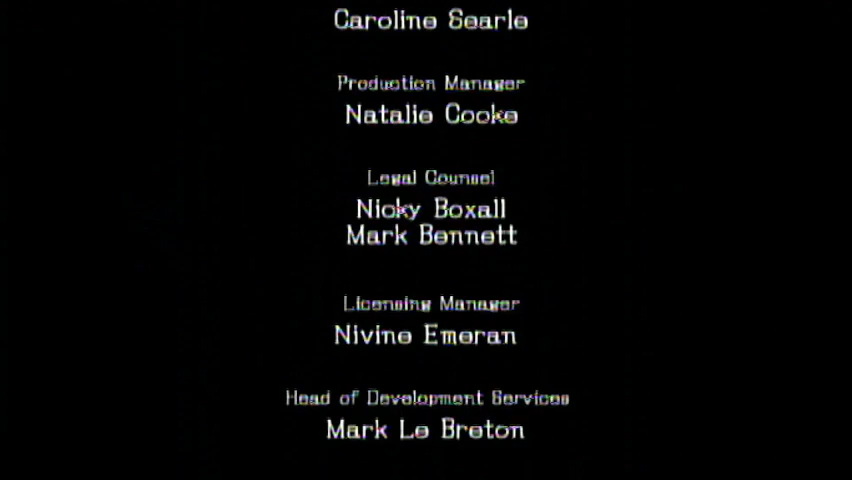 Caroline Searle
Production Manager
Natalie Cooke
Legal Counsel
Nicky Boxall
Mark Bennett
Licensing Manager
Nivine Emeran
Head of Development Services
Mark Le Breton